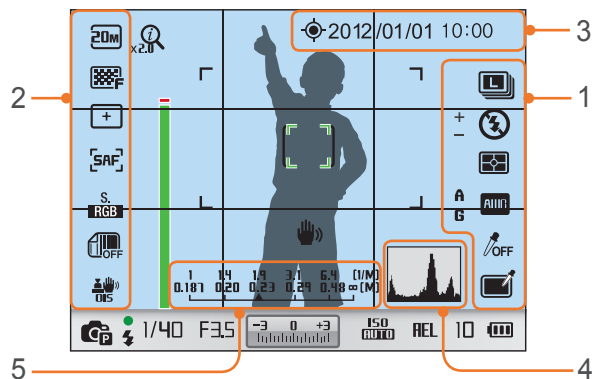 3
2012/01/01 10:00
2
1
20M
i
x2.0
F
L
+
−
+
SAF
S.
RGB
A
G
AWB
OFF
OFF
OIS
1 1.4 1.9 3.1 6.4 (1/M)
0.187 0.20 0.23 0.29 0.48 ∞ (M)
P
1/40 F3.5
-3 0 +3
ISO
AUTO
AEL
10
5
4